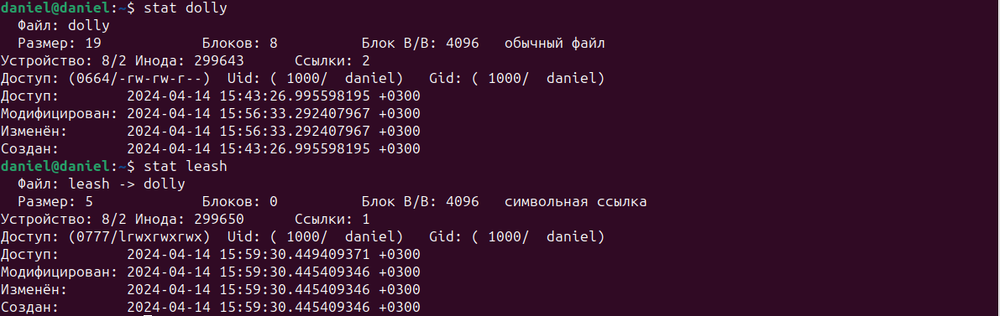 daniel@daniel:~$ stat dolly
Файл: dolly
Размер: 19 Блоков: 8 Блок В/В: 4096 обычный файл
Устройство: 8/2 Инода: 299643 Ссылки: 2
Доступ: (0664/-rw-rw-r--) Uid: ( 1000/ daniel) Gid: ( 1000/ daniel)
Доступ: 2024-04-14 15:43:26.995598195 +0300
Модифицирован: 2024-04-14 15:56:33.292407967 +0300
Изменён: 2024-04-14 15:56:33.292407967 +0300
Создан: 2024-04-14 15:43:26.995598195 +0300
daniel@daniel:~$ stat leash
Файл: leash -> dolly
Размер: 5 Блоков: 0 Блок В/В: 4096 символьная ссылка
Устройство: 8/2 Инода: 299650 Ссылки: 1
Доступ: (0777/lrwxrwxrwx) Uid: ( 1000/ daniel) Gid: ( 1000/ daniel)
Доступ: 2024-04-14 15:59:30.449409371 +0300
Модифицирован: 2024-04-14 15:59:30.445409346 +0300
Изменён: 2024-04-14 15:59:30.445409346 +0300
Создан: 2024-04-14 15:59:30.445409346 +0300